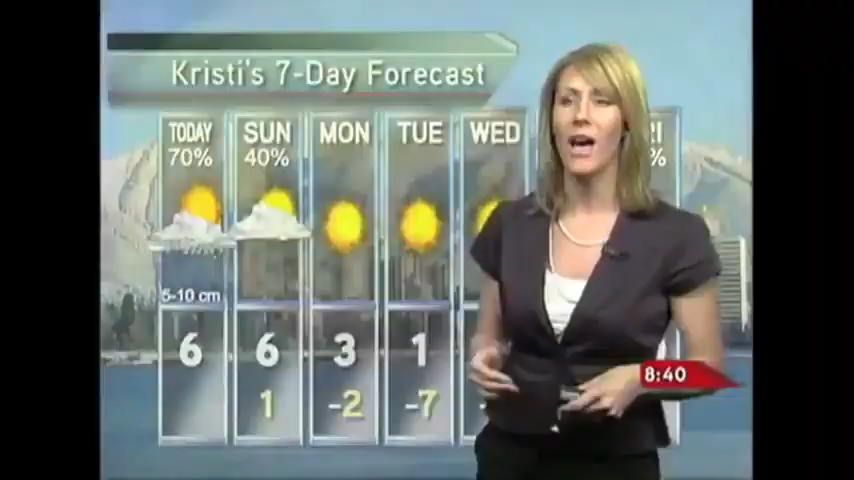 Kristi's 7-Day Forecast
TODAY SUN MON TUE WED
70% 40% %
5-10 cm
6 6 3 1
1 -2 -7
8:40